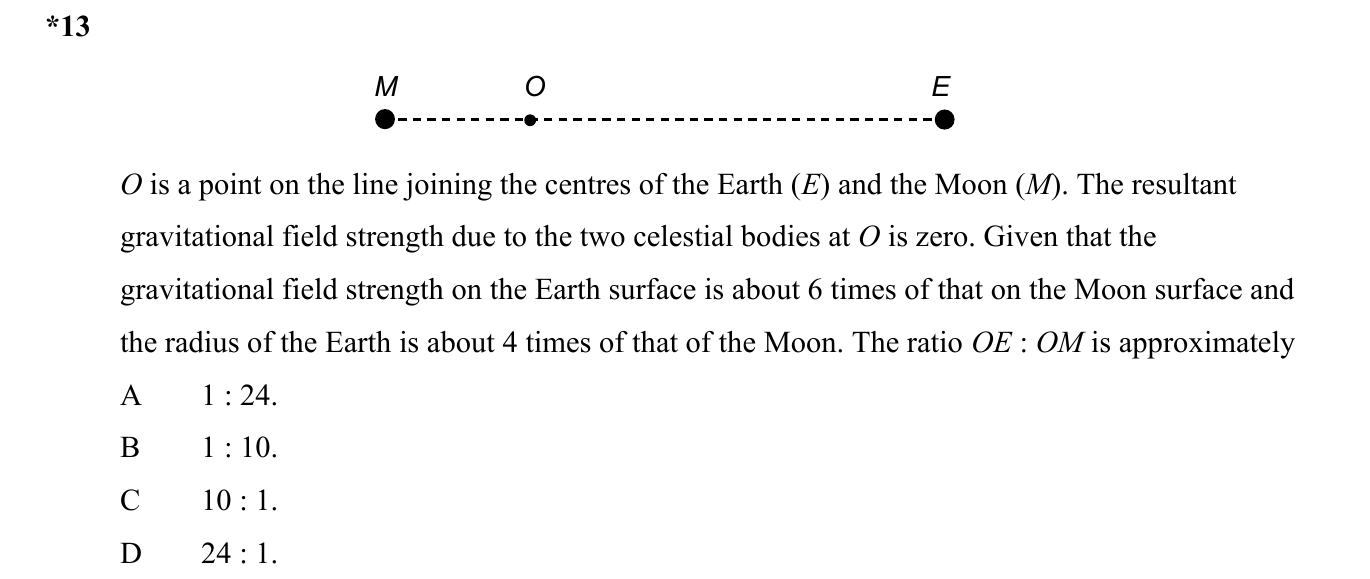 *13
M O E
O is a point on the line joining the centres of the Earth (E) and the Moon (M). The resultant
gravitational field strength due to the two celestial bodies at O is zero. Given that the
gravitational field strength on the Earth surface is about 6 times of that on the Moon surface and
the radius of the Earth is about 4 times of that of the Moon. The ratio OE : OM is approximately
A 1 : 24.
B 1 : 10.
C 10 : 1.
D 24 : 1.